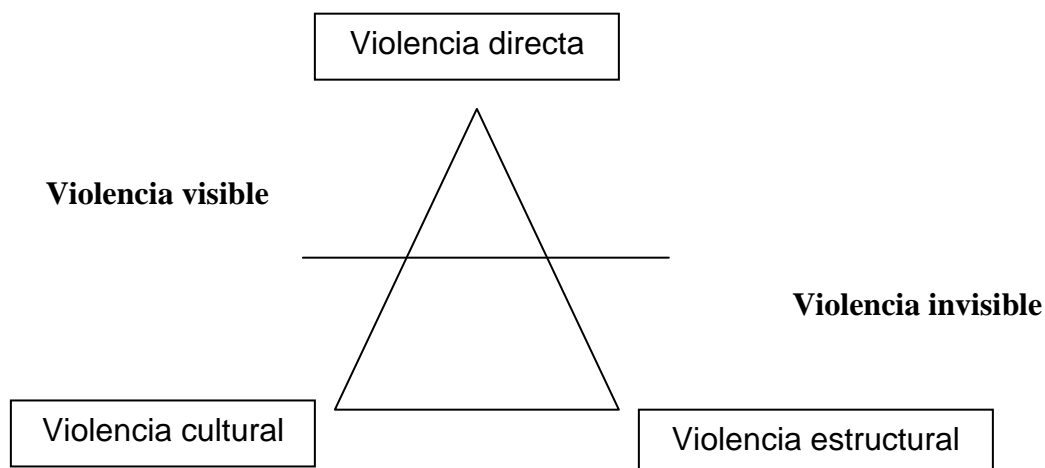 Violencia directa
Violencia visible
Violencia invisible
Violencia cultural
Violencia estructural